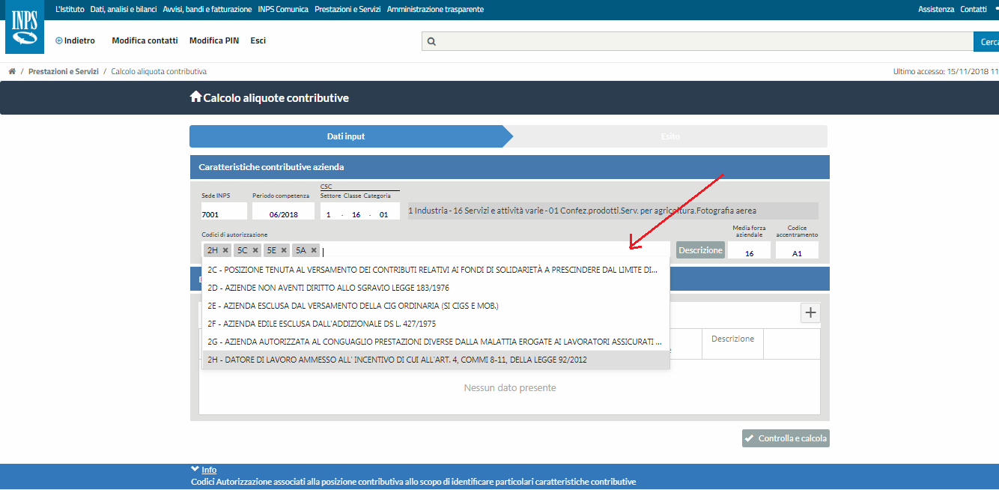 L'Istituto Dati, analisi e bilanci Avvisi, bandi e fatturazione INPS Comunica Prestazioni e Servizi Amministrazione trasparente Assistenza Contatti
INPS
Indietro Modifica contatti Modifica PIN Esci Cerca
/ Prestazioni e Servizi / Calcolo aliquota contributiva Ultimo accesso: 15/11/2018 11
Calcolo aliquote contributive
Dati input Esito
Caratteristiche contributive azienda
CSC
Sede INPS Periodo competenza Settore Classe Categoria
7001 06/2018 1 . 16 . 01 1 Industria - 16 Servizi e attività varie - 01 Confez.prodotti.Serv. per agricoltura.Fotografia aerea
Codici di autorizzazione Media forza aziendale Codice accentramento
2H × 5C × 5E × 5A × Descrizione 16 A1
2C - POSIZIONE TENUTA AL VERSAMENTO DEI CONTRIBUTI RELATIVI AI FONDI DI SOLIDARIETÀ A PRESCINDERE DAL LIMITE DI...
2D - AZIENDE NON AVENTI DIRITTO ALLO SGRAVIO LEGGE 183/1976
2E - AZIENDA ESCLUSA DAL VERSAMENTO DELLA CIG ORDINARIA (SI CIGS E MOB.)
2F - AZIENDA EDILE ESCLUSA DALL'ADDIZIONALE DS L. 427/1975
2G - AZIENDA AUTORIZZATA AL CONGUAGLIO PRESTAZIONI DIVERSE DALLA MALATTIA EROGATE AI LAVORATORI ASSICURATI ...
Descrizione
2H - DATORE DI LAVORO AMMESSO ALL' INCENTIVO DI CUI ALL'ART. 4, COMMI 8-11, DELLA LEGGE 92/2012
Nessun dato presente
Controlla e calcola
Info
Codici Autorizzazione associati alla posizione contributiva allo scopo di identificare particolari caratteristiche contributive